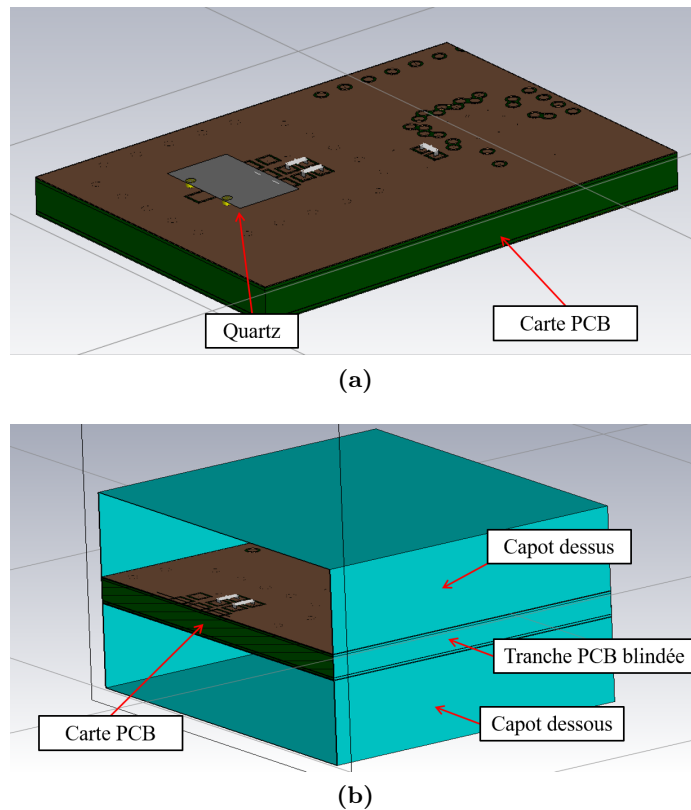 Quartz
Carte PCB
(a)
Capot dessus
Tranche PCB blindée
Carte PCB
Capot dessous
(b)